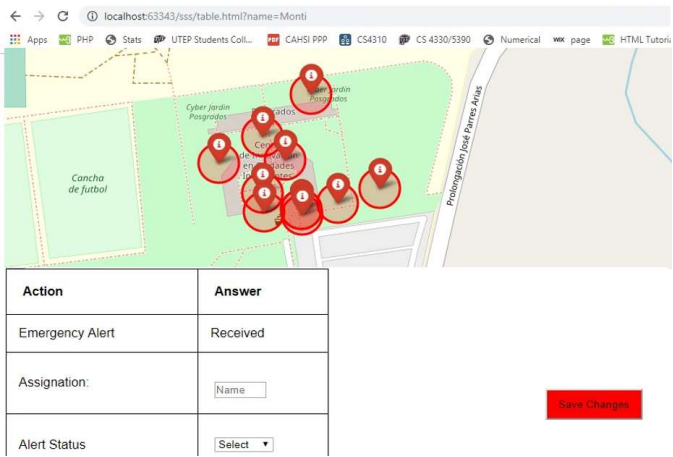 localhost:63343/sss/table.html?name=Monti
Apps PHP Stats UTEP Students Coll... PDF CAHSI PPP CS4310 CS 4330/5390 Numerical WIX page HTML Tutoria
Cyber Jardin
Posgrados
Jardin
Posgrados
Cancha
de futbol
Prolongación José Parres Arias
Action Answer
Emergency Alert Received
Assignation: Name
Save Changes
Alert Status Select